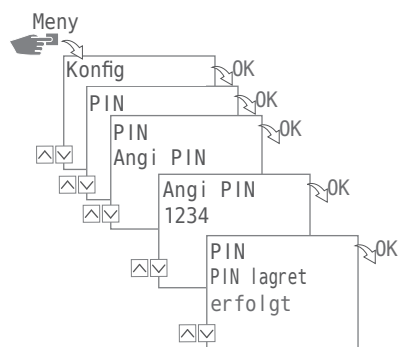 Meny
Konfig
OK
PIN
OK
PIN
Angi PIN
OK
Angi PIN
1234
OK
PIN
PIN lagret
erfolgt
OK